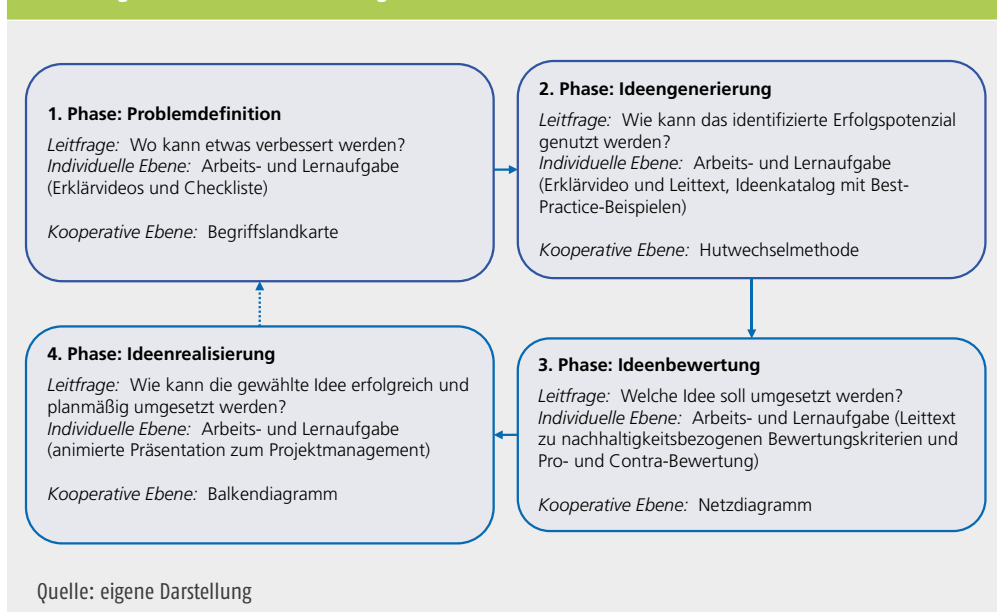 1. Phase: Problemdefinition
Leitfrage: Wo kann etwas verbessert werden?
Individuelle Ebene: Arbeits- und Lernaufgabe
(Erklärvideos und Checkliste)
Kooperative Ebene: Begriffslandkarte
2. Phase: Ideengenerierung
Leitfrage: Wie kann das identifizierte Erfolgspotenzial
genutzt werden?
Individuelle Ebene: Arbeits- und Lernaufgabe
(Erklärvideo und Leittext, Ideenkatalog mit Best-
Practice-Beispielen)
Kooperative Ebene: Hutwechselmethode
3. Phase: Ideenbewertung
Leitfrage: Welche Idee soll umgesetzt werden?
Individuelle Ebene: Arbeits- und Lernaufgabe (Leittext
zu nachhaltigkeitsbezogenen Bewertungskriterien und
Pro- und Contra-Bewertung)
Kooperative Ebene: Netzdiagramm
4. Phase: Ideenrealisierung
Leitfrage: Wie kann die gewählte Idee erfolgreich und
planmäßig umgesetzt werden?
Individuelle Ebene: Arbeits- und Lernaufgabe
(animierte Präsentation zum Projektmanagement)
Kooperative Ebene: Balkendiagramm
Quelle: eigene Darstellung